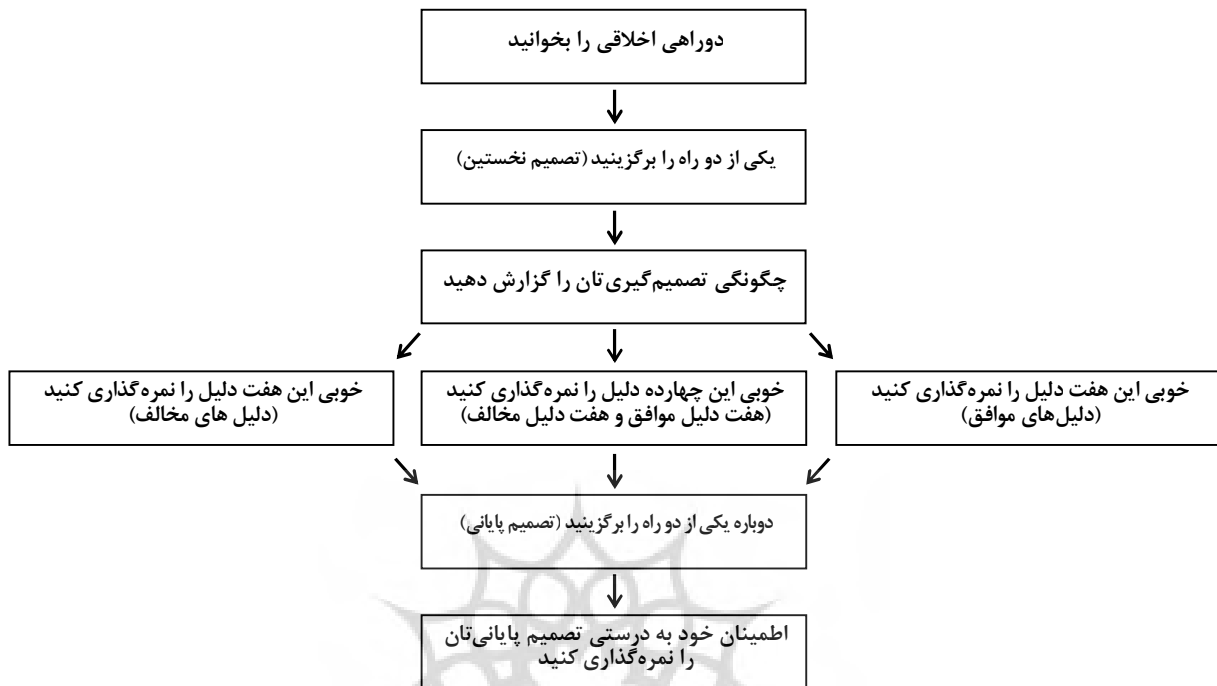 دوراهی اخلاقی را بخوانید
یکی از دو راه را برگزینید (تصمیم نخستین)
چگونگی تصمیم‌گیری‌تان را گزارش دهید
خوبی این هفت دلیل را نمره‌گذاری کنید
(دلیل‌های موافق)
خوبی این چهارده دلیل را نمره‌گذاری کنید
(هفت دلیل موافق و هفت دلیل مخالف)
خوبی این هفت دلیل را نمره‌گذاری کنید
(دلیل های مخالف)
دوباره یکی از دو راه را برگزینید (تصمیم پایانی)
اطمینان خود به درستی تصمیم پایانی‌تان
را نمره‌گذاری کنید